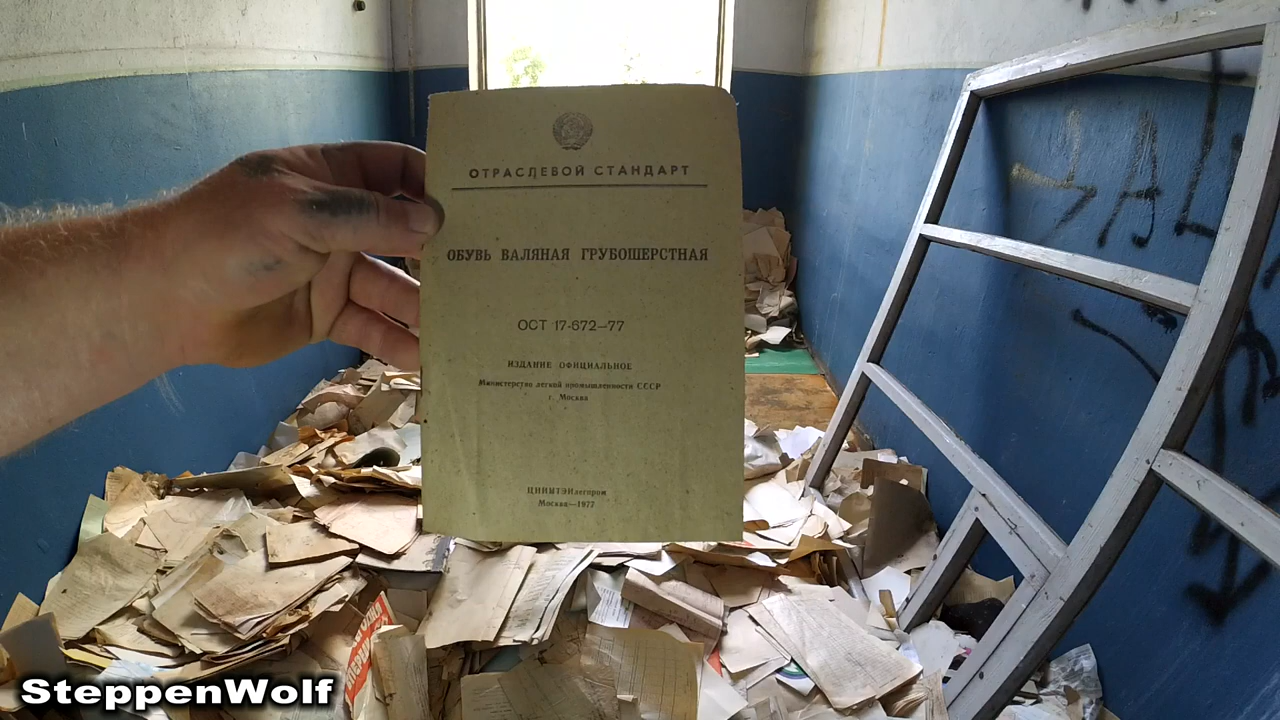 ОТРАСЛЕВОЙ СТАНДАРТ
ОБУВЬ ВАЛЯНАЯ ГРУБОШЕРСТНАЯ
ОСТ 17-672—77
ИЗДАНИЕ ОФИЦИАЛЬНОЕ
Министерство легкой промышленности СССР
г. Москва
ЦНИИТЭИлегпром
Москва—1977
SteppenWolf